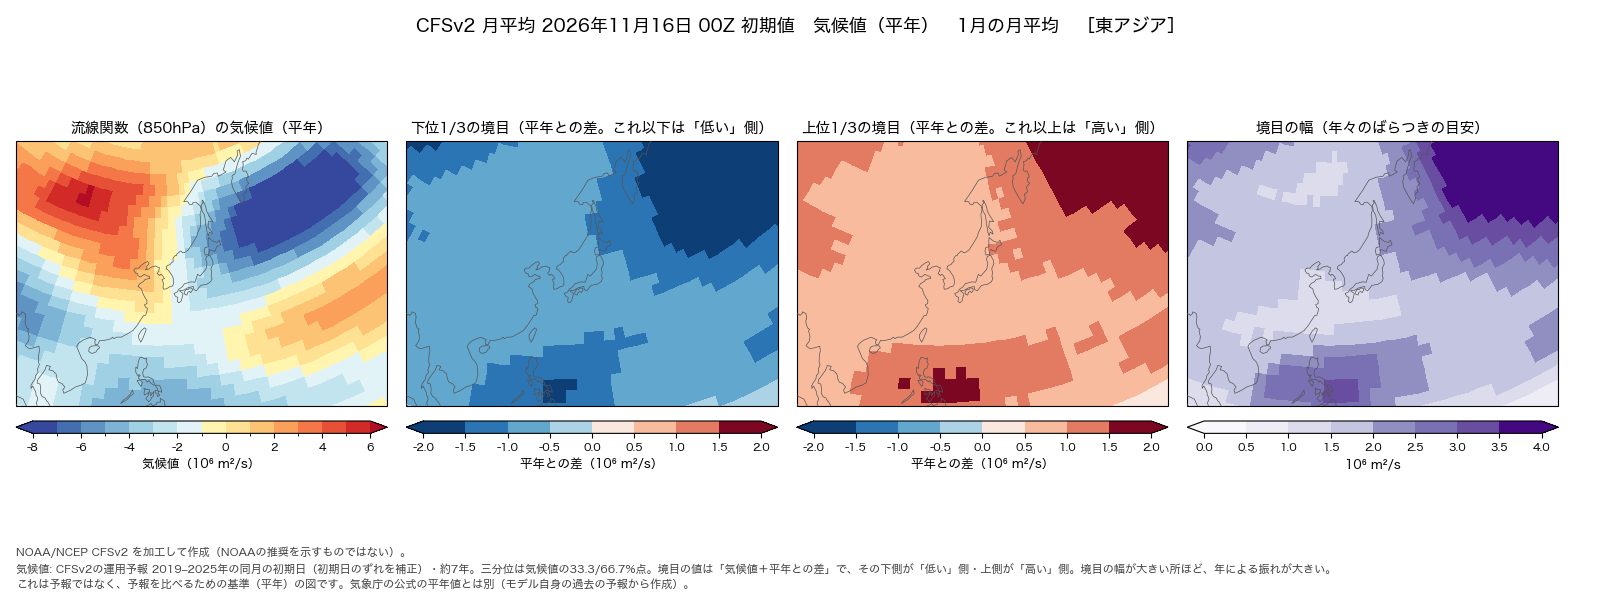 CFSv2 月平均 2026年11月16日 00Z 初期値　気候値（平年）　1月の月平均　［東アジア］
流線関数（850hPa）の気候値（平年）
下位1/3の境目（平年との差。これ以下は「低い」側）
上位1/3の境目（平年との差。これ以上は「高い」側）
境目の幅（年々のばらつきの目安）
-8 -6 -4 -2 0 2 4 6
気候値（10⁶ m²/s）
-2.0 -1.5 -1.0 -0.5 0.0 0.5 1.0 1.5 2.0
平年との差（10⁶ m²/s）
-2.0 -1.5 -1.0 -0.5 0.0 0.5 1.0 1.5 2.0
平年との差（10⁶ m²/s）
0.0 0.5 1.0 1.5 2.0 2.5 3.0 3.5 4.0
10⁶ m²/s
NOAA/NCEP CFSv2 を加工して作成（NOAAの推奨を示すものではない）。
気候値: CFSv2の運用予報 2019–2025年の同月の初期日（初期日のずれを補正）・約7年。三分位は気候値の33.3/66.7%点。境目の値は「気候値＋平年との差」で、その下側が「低い」側・上側が「高い」側。境目の幅が大きい所ほど、年による振れが大きい。
これは予報ではなく、予報を比べるための基準（平年）の図です。気象庁の公式の平年値とは別（モデル自身の過去の予報から作成）。